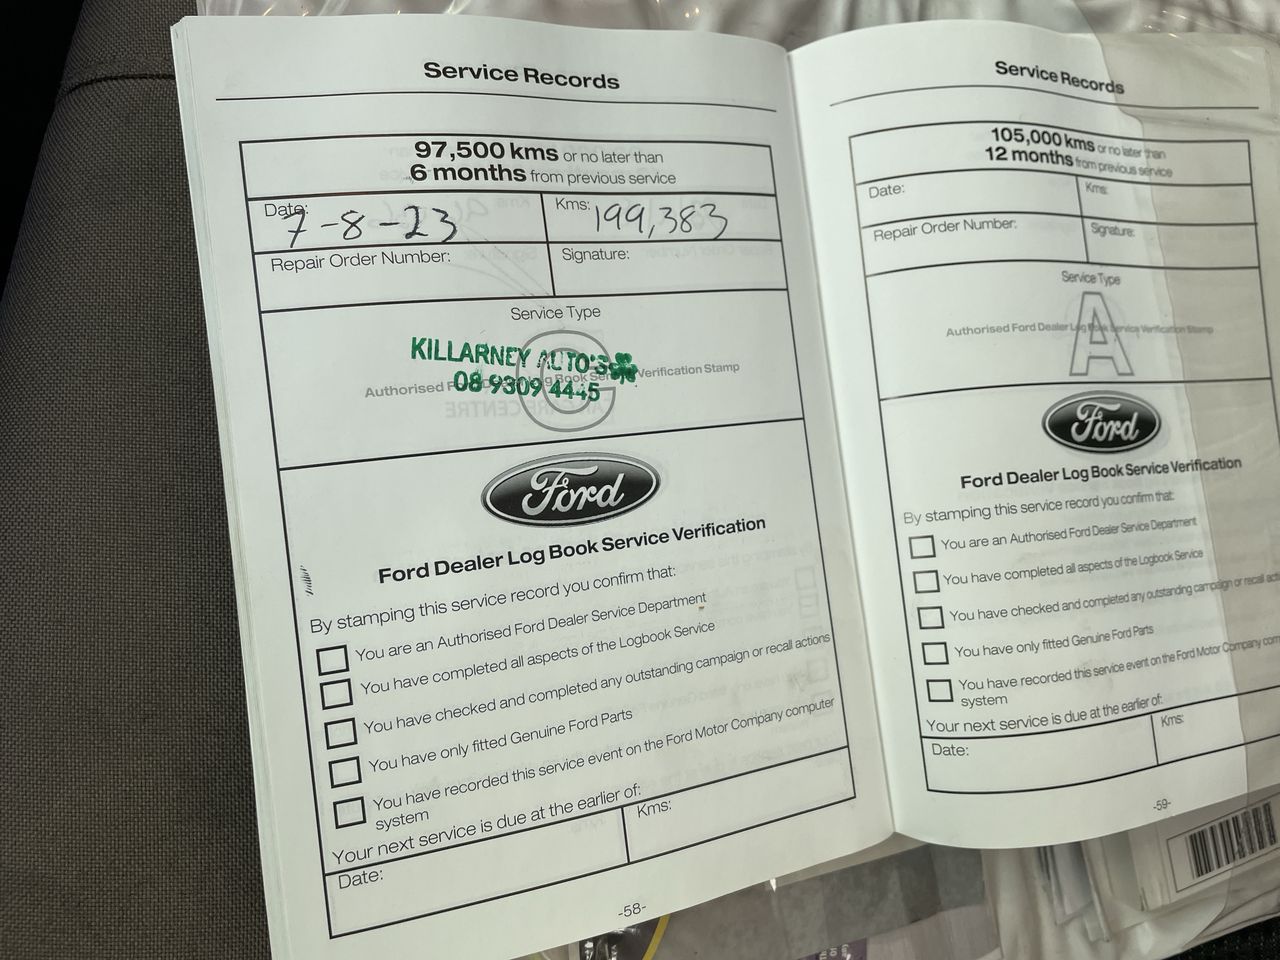 Service Records
97,500 kms or no later than
6 months from previous service
Date: 7-8-23
Kms: 199,383
Repair Order Number:
Signature:
Service Type
C
KILLARNEY AUTO'S
08 9309 4445
Authorised Ford Dealer Log Book Service Verification Stamp
Ford
Ford Dealer Log Book Service Verification
By stamping this service record you confirm that:
You are an Authorised Ford Dealer Service Department
You have completed all aspects of the Logbook Service
You have checked and completed any outstanding campaign or recall actions
You have only fitted Genuine Ford Parts
You have recorded this service event on the Ford Motor Company computer
system
Your next service is due at the earlier of:
Date:
Kms:
-58-
Service Records
105,000 kms or no later than
12 months from previous service
Date:
Kms:
Repair Order Number:
Signature:
Service Type
A
Authorised Ford Dealer Log Book Service Verification Stamp
Ford
Ford Dealer Log Book Service Verification
By stamping this service record you confirm that:
You are an Authorised Ford Dealer Service Department
You have completed all aspects of the Logbook Service
You have checked and completed any outstanding campaign or recall
You have only fitted Genuine Ford Parts
You have recorded this service event on the Ford Motor Company
system
Your next service is due at the earlier of:
Date:
Kms:
-59-